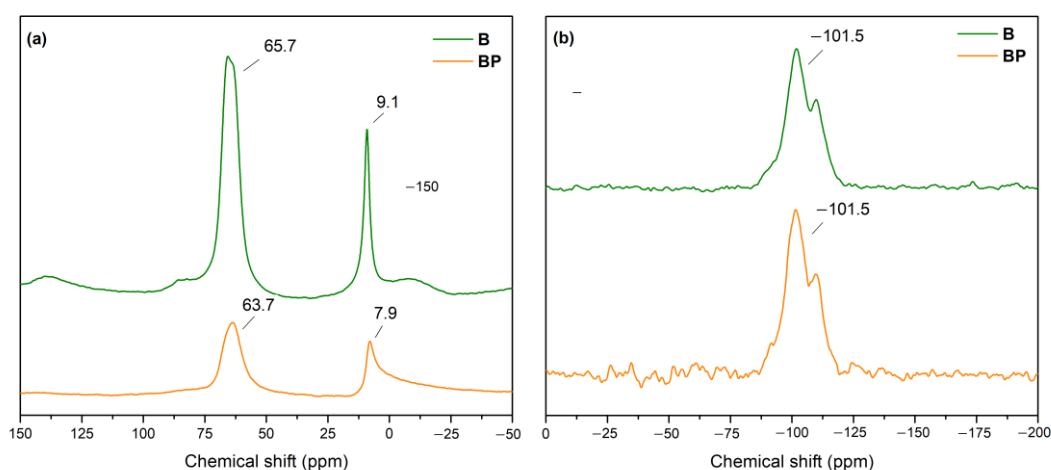 (a)
B
BP
65.7
9.1
−150
63.7
7.9
150 125 100 75 50 25 0 −25 −50
Chemical shift (ppm)
(b)
B
BP
−101.5
–
−101.5
0 −25 −50 −75 −100 −125 −150 −175 −200
Chemical shift (ppm)